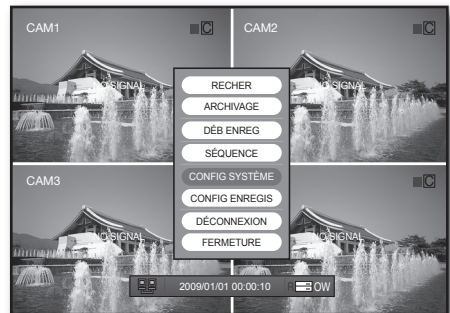 CAM1
C
CAM2
C
NO SIGNAL
NO SIGNAL
RECHER
ARCHIVAGE
DÉB ENREG
SÉQUENCE
CONFIG SYSTÈME
CONFIG ENREGIS
DÉCONNEXION
FERMETURE
CAM3
C
NO SIGNAL
NO SIGNAL
2009/01/01 00:00:10
R
OW